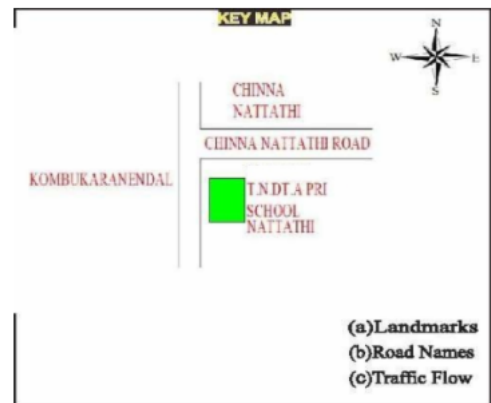 KEY MAP
N
W
E
S
CHINNA
NATTATHI
CHINNA NATTATHI ROAD
KOMBUKARANENDAL
T.N.DT.A PRI
SCHOOL
NATTATHI
(a)Landmarks
(b)Road Names
(c)Traffic Flow